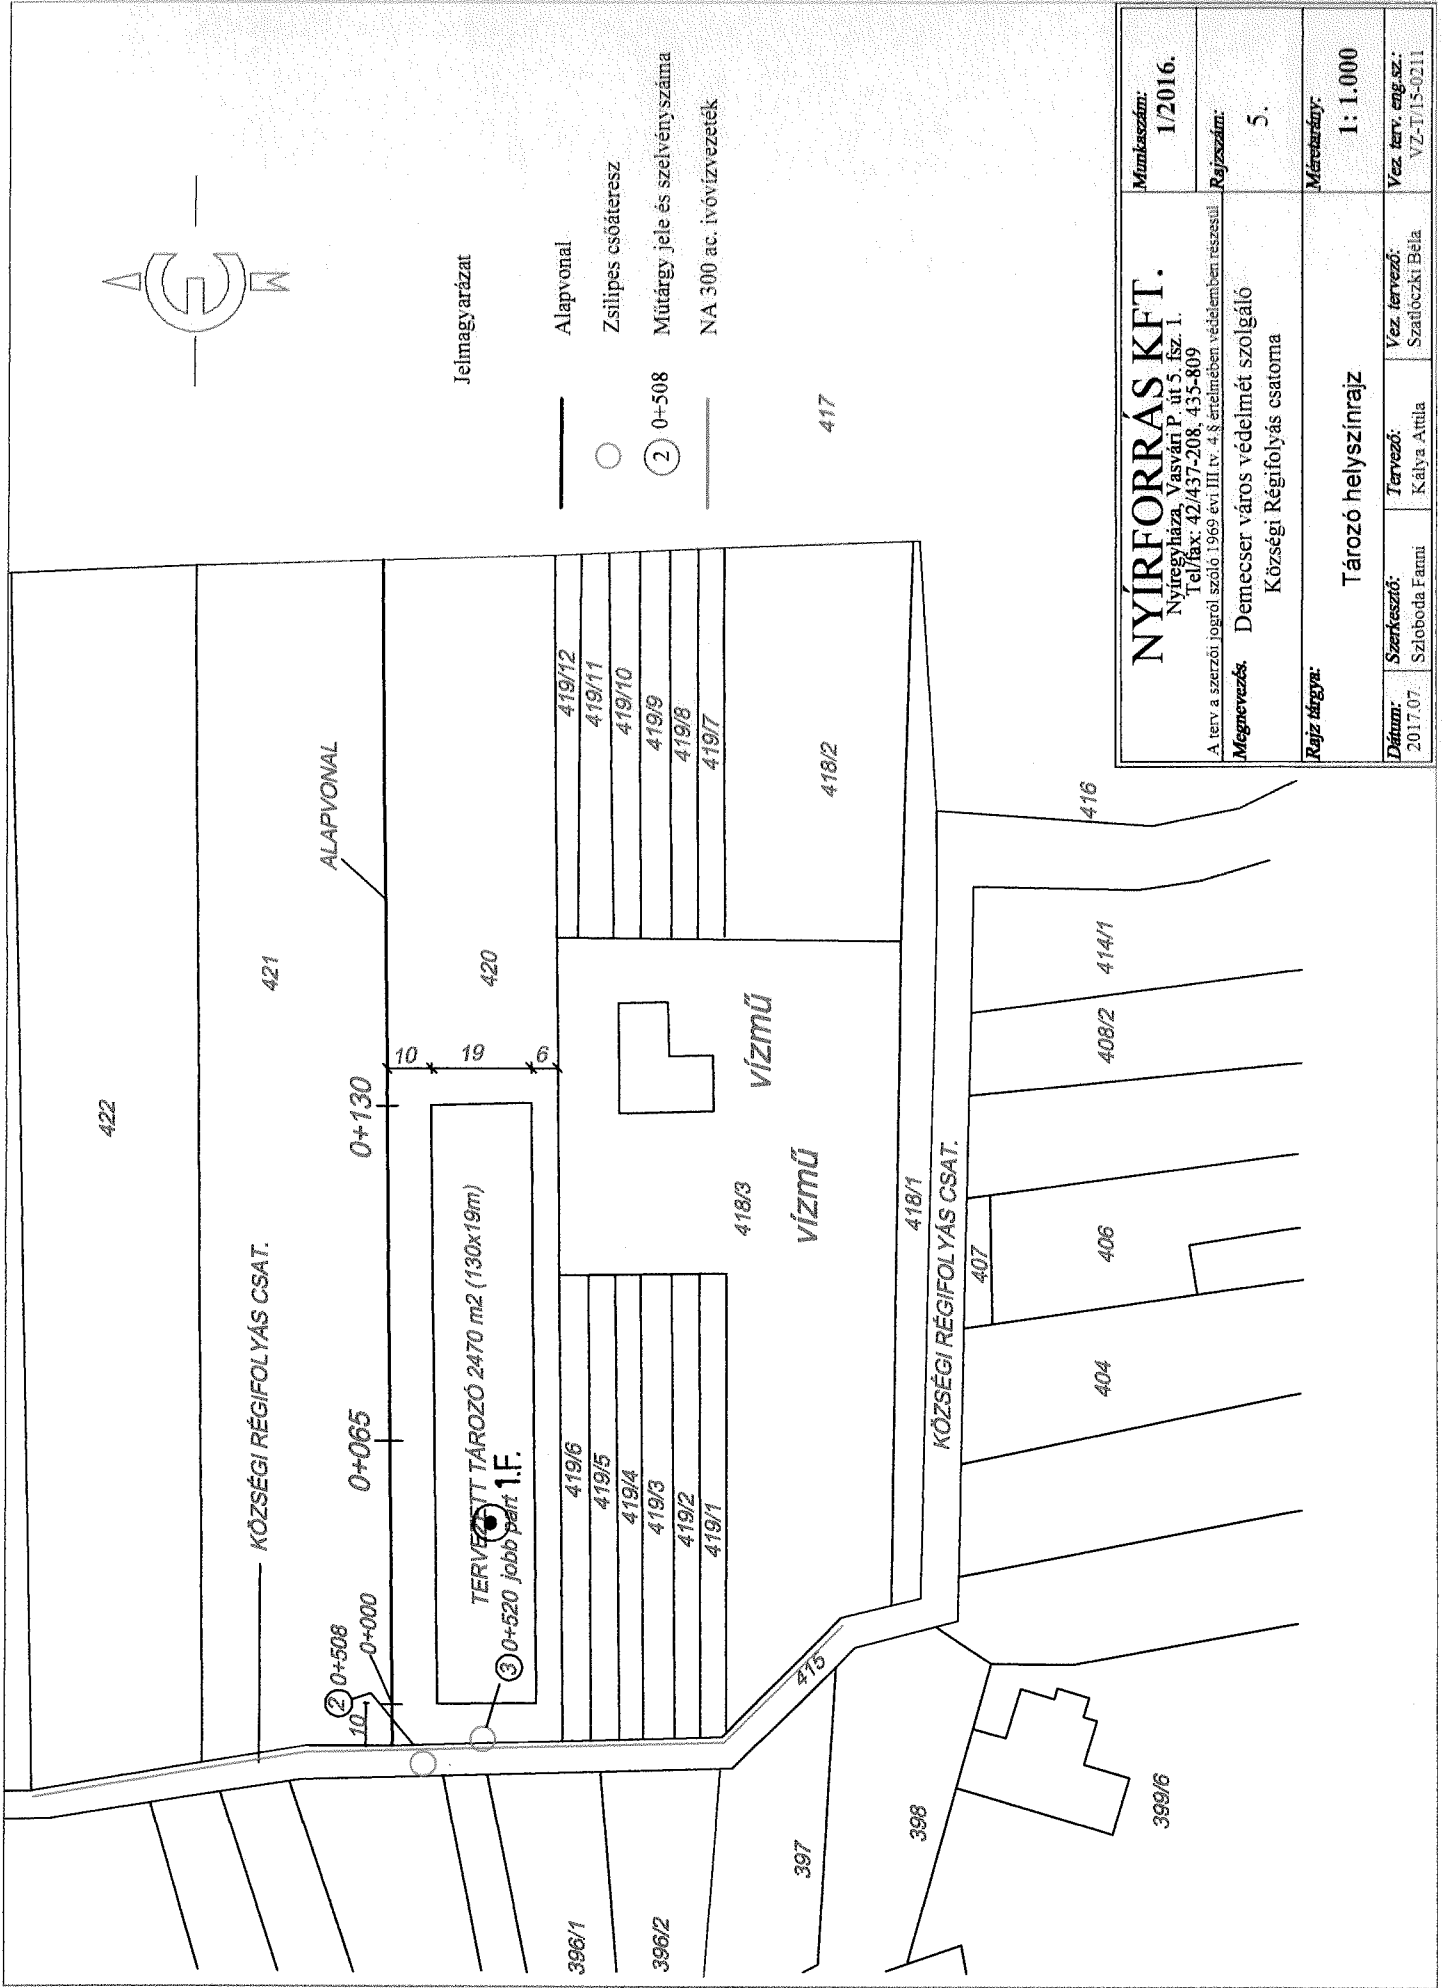 422
421
KÖZSÉGI RÉGIFOLYÁS CSAT.
ALAPVONAL
0+130
0+065
② 0+508
0+000
10
10
19
6
420
TERVEZETT TÁROZÓ 2470 m2 (130x19m)
③ 0+520 jobb part 1.F.
419/12
419/11
419/10
419/9
419/8
419/7
419/6
419/5
419/4
419/3
419/2
419/1
418/2
418/3
vízmű
vízmű
418/1
KÖZSÉGI RÉGIFOLYÁS CSAT.
415
416
417
414/1
408/2
407
406
404
396/1
396/2
397
398
399/6
Jelmagyarázat
Alapvonal
Zsilipes csőáteresz
② 0+508 Műtárgy jele és szelvényszáma
NA 300 ac. ivóvízvezeték
NYÍRFORRÁS KFT.
Nyíregyháza, Vasvári P. út 5. fsz. 1.
Tel/fax: 42/437-208, 435-809
A terv a szerzői jogról szóló 1969 évi III.tv. 4.§ értelmében védelemben részesül
Munkaszám:
1/2016.
Megnevezés.
Demecser város védelmét szolgáló
Községi Régifolyás csatorna
Rajzszám:
5.
Rajz tárgya:
Tározó helyszínrajz
Méretarány:
1: 1.000
Dátum:
2017.07.
Szerkesztő:
Szloboda Fanni
Tervező:
Kálya Attila
Vez. tervező:
Szatlóczki Béla
Vez. terv. eng.sz.:
VZ-T/15-0211